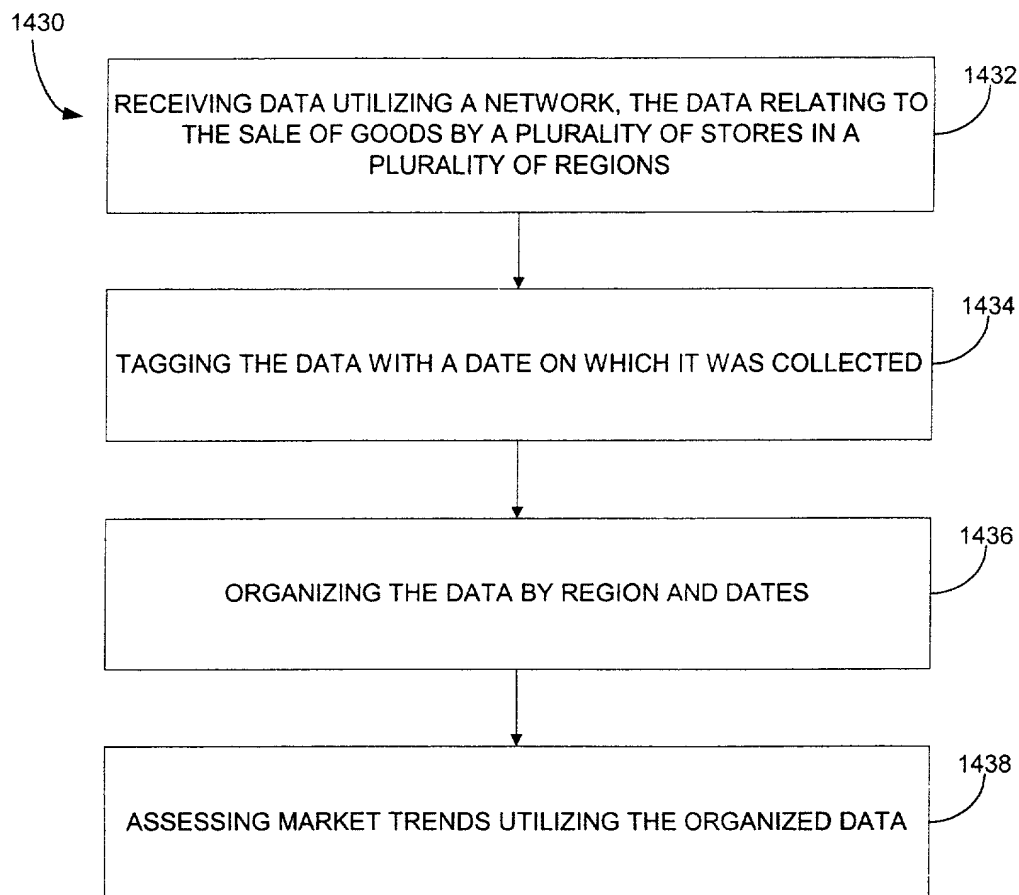 1430
1432
RECEIVING DATA UTILIZING A NETWORK, THE DATA RELATING TO
THE SALE OF GOODS BY A PLURALITY OF STORES IN A
PLURALITY OF REGIONS
1434
TAGGING THE DATA WITH A DATE ON WHICH IT WAS COLLECTED
1436
ORGANIZING THE DATA BY REGION AND DATES
1438
ASSESSING MARKET TRENDS UTILIZING THE ORGANIZED DATA